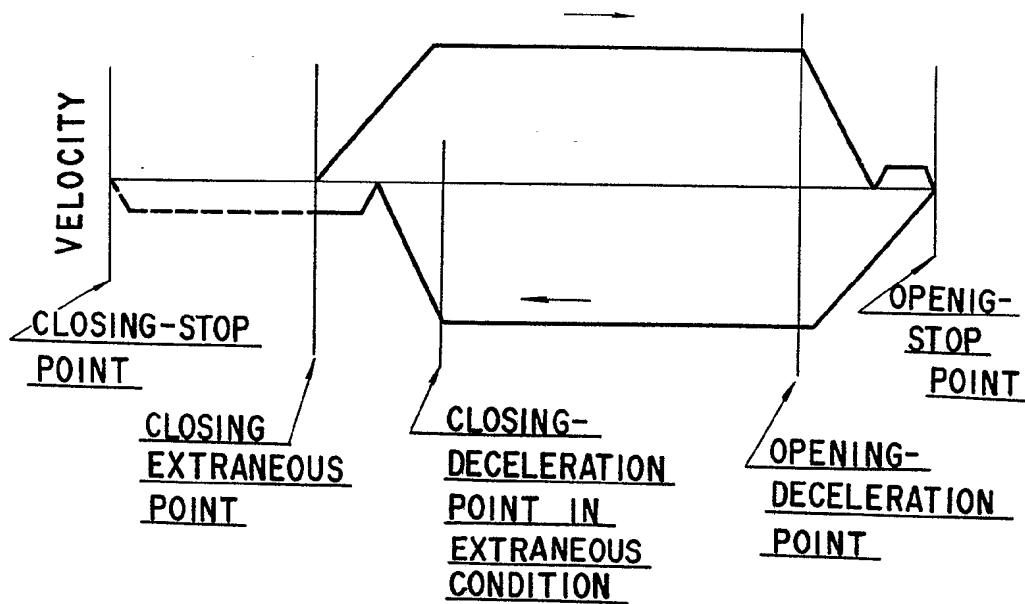 VELOCITY
CLOSING-STOP
POINT
CLOSING
EXTRANEOUS
POINT
CLOSING-
DECELERATION
POINT IN
EXTRANEOUS
CONDITION
OPENING-
DECELERATION
POINT
OPENIG-
STOP
POINT